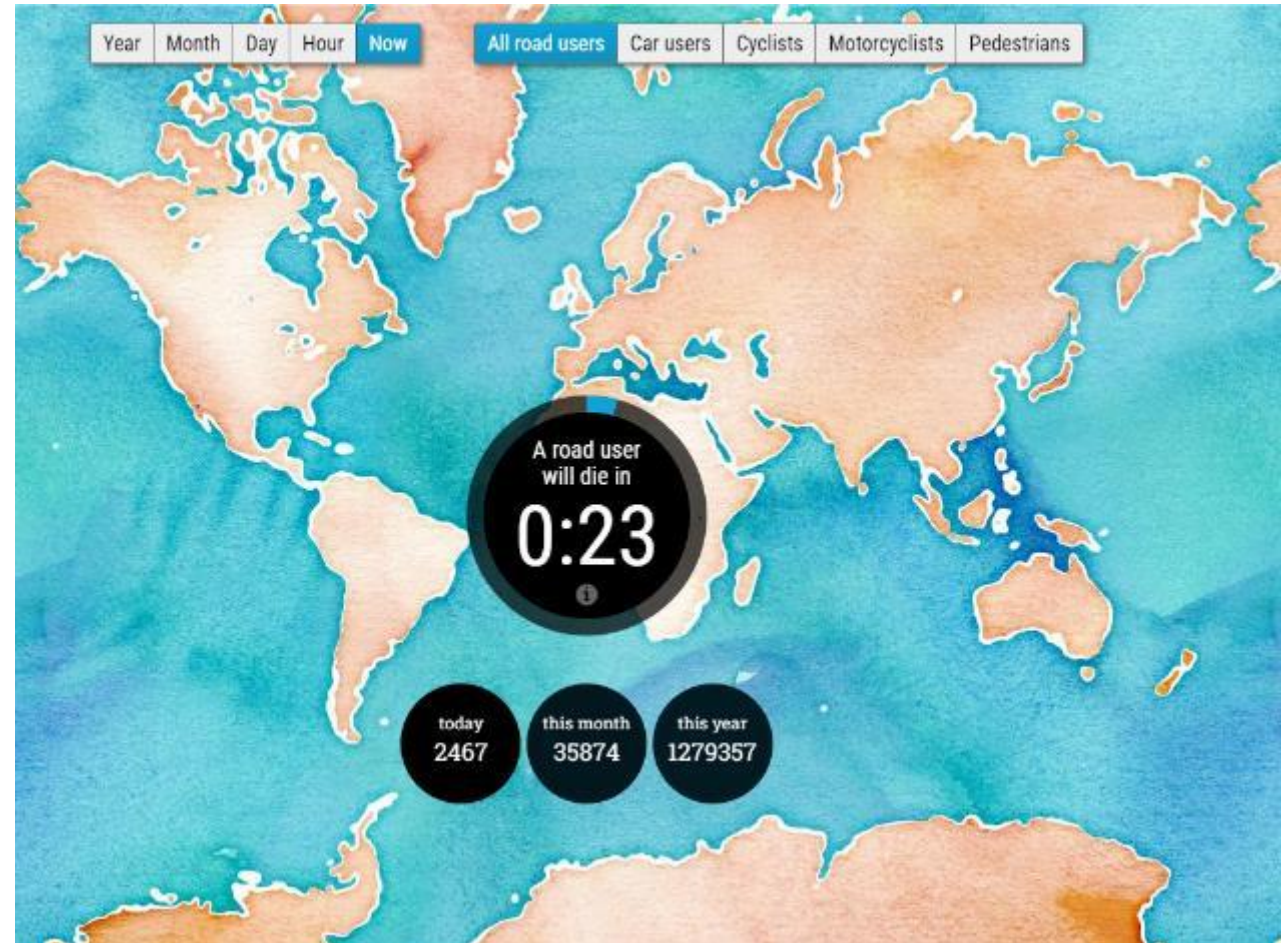 Year Month Day Hour Now
All road users Car users Cyclists Motorcyclists Pedestrians
A road user
will die in
0:23
i
today
2467
this month
35874
this year
1279357